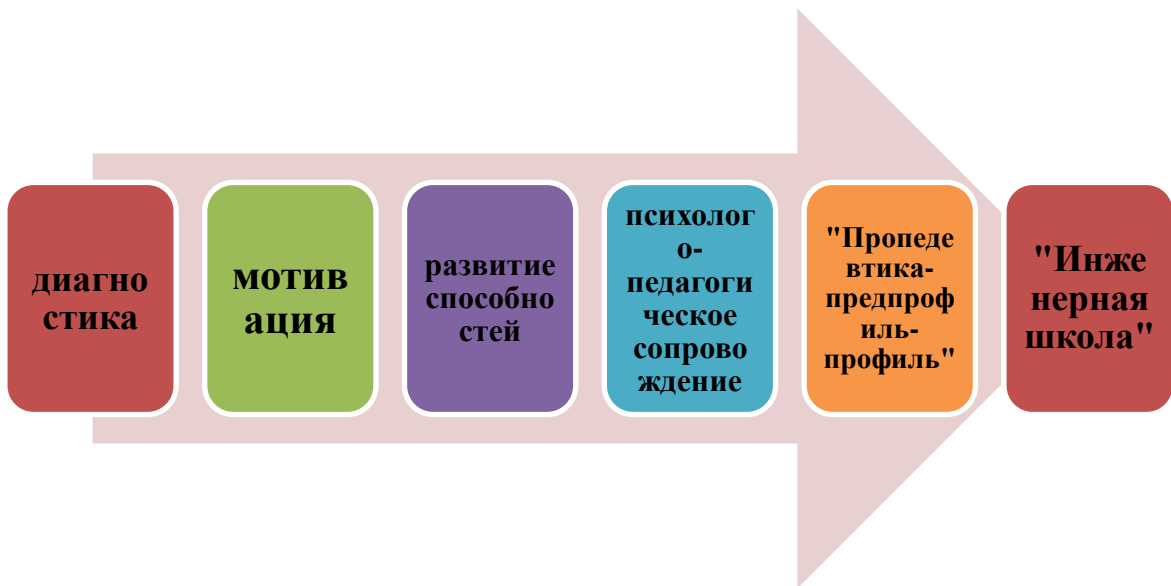 диагно
стика
мотив
ация
развитие
способно
стей
психолог
о-
педагоги
ческое
сопрово
ждение
"Пропеде
втика-
предпроф
иль-
профиль"
"Инже
нерная
школа"